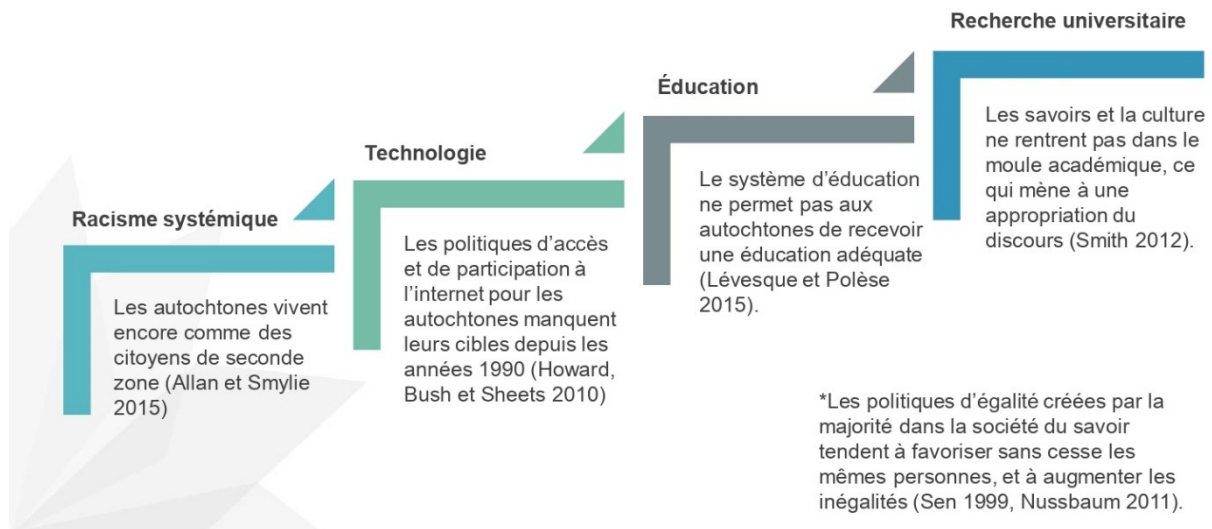 Racisme systémique
Les autochtones vivent
encore comme des
citoyens de seconde
zone (Allan et Smylie
2015)
Technologie
Les politiques d'accès
et de participation à
l'internet pour les
autochtones manquent
leurs cibles depuis les
années 1990 (Howard,
Bush et Sheets 2010)
Éducation
Le système d'éducation
ne permet pas aux
autochtones de recevoir
une éducation adéquate
(Lévesque et Polèse
2015).
Recherche universitaire
Les savoirs et la culture
ne rentrent pas dans le
moule académique, ce
qui mène à une
appropriation du
discours (Smith 2012).
*Les politiques d'égalité créées par la
majorité dans la société du savoir
tendent à favoriser sans cesse les
mêmes personnes, et à augmenter les
inégalités (Sen 1999, Nussbaum 2011).